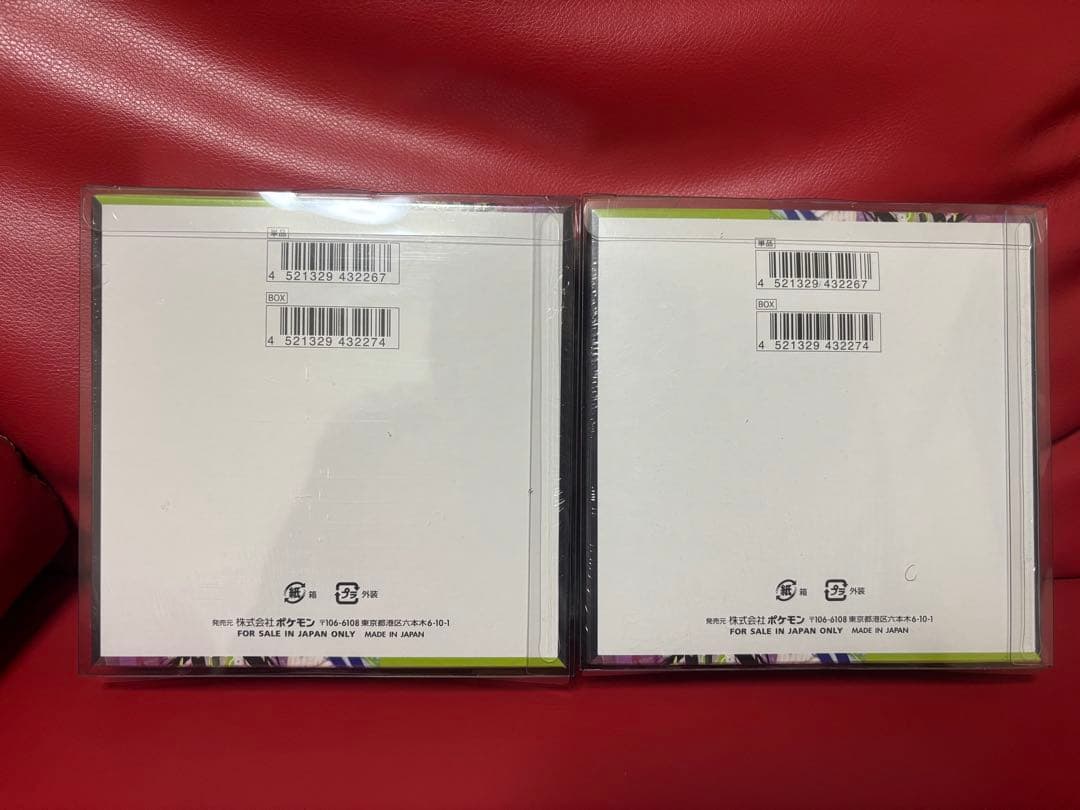 単品
4 521329 432267
BOX
4 521329 432274
紙 箱 プラ 外装
発売元 株式会社 ポケモン 〒106-6108 東京都港区六本木6-10-1
FOR SALE IN JAPAN ONLY MADE IN JAPAN
単品
4 521329 432267
BOX
4 521329 432274
紙 箱 プラ 外装
発売元 株式会社 ポケモン 〒106-6108 東京都港区六本木6-10-1
FOR SALE IN JAPAN ONLY MADE IN JAPAN